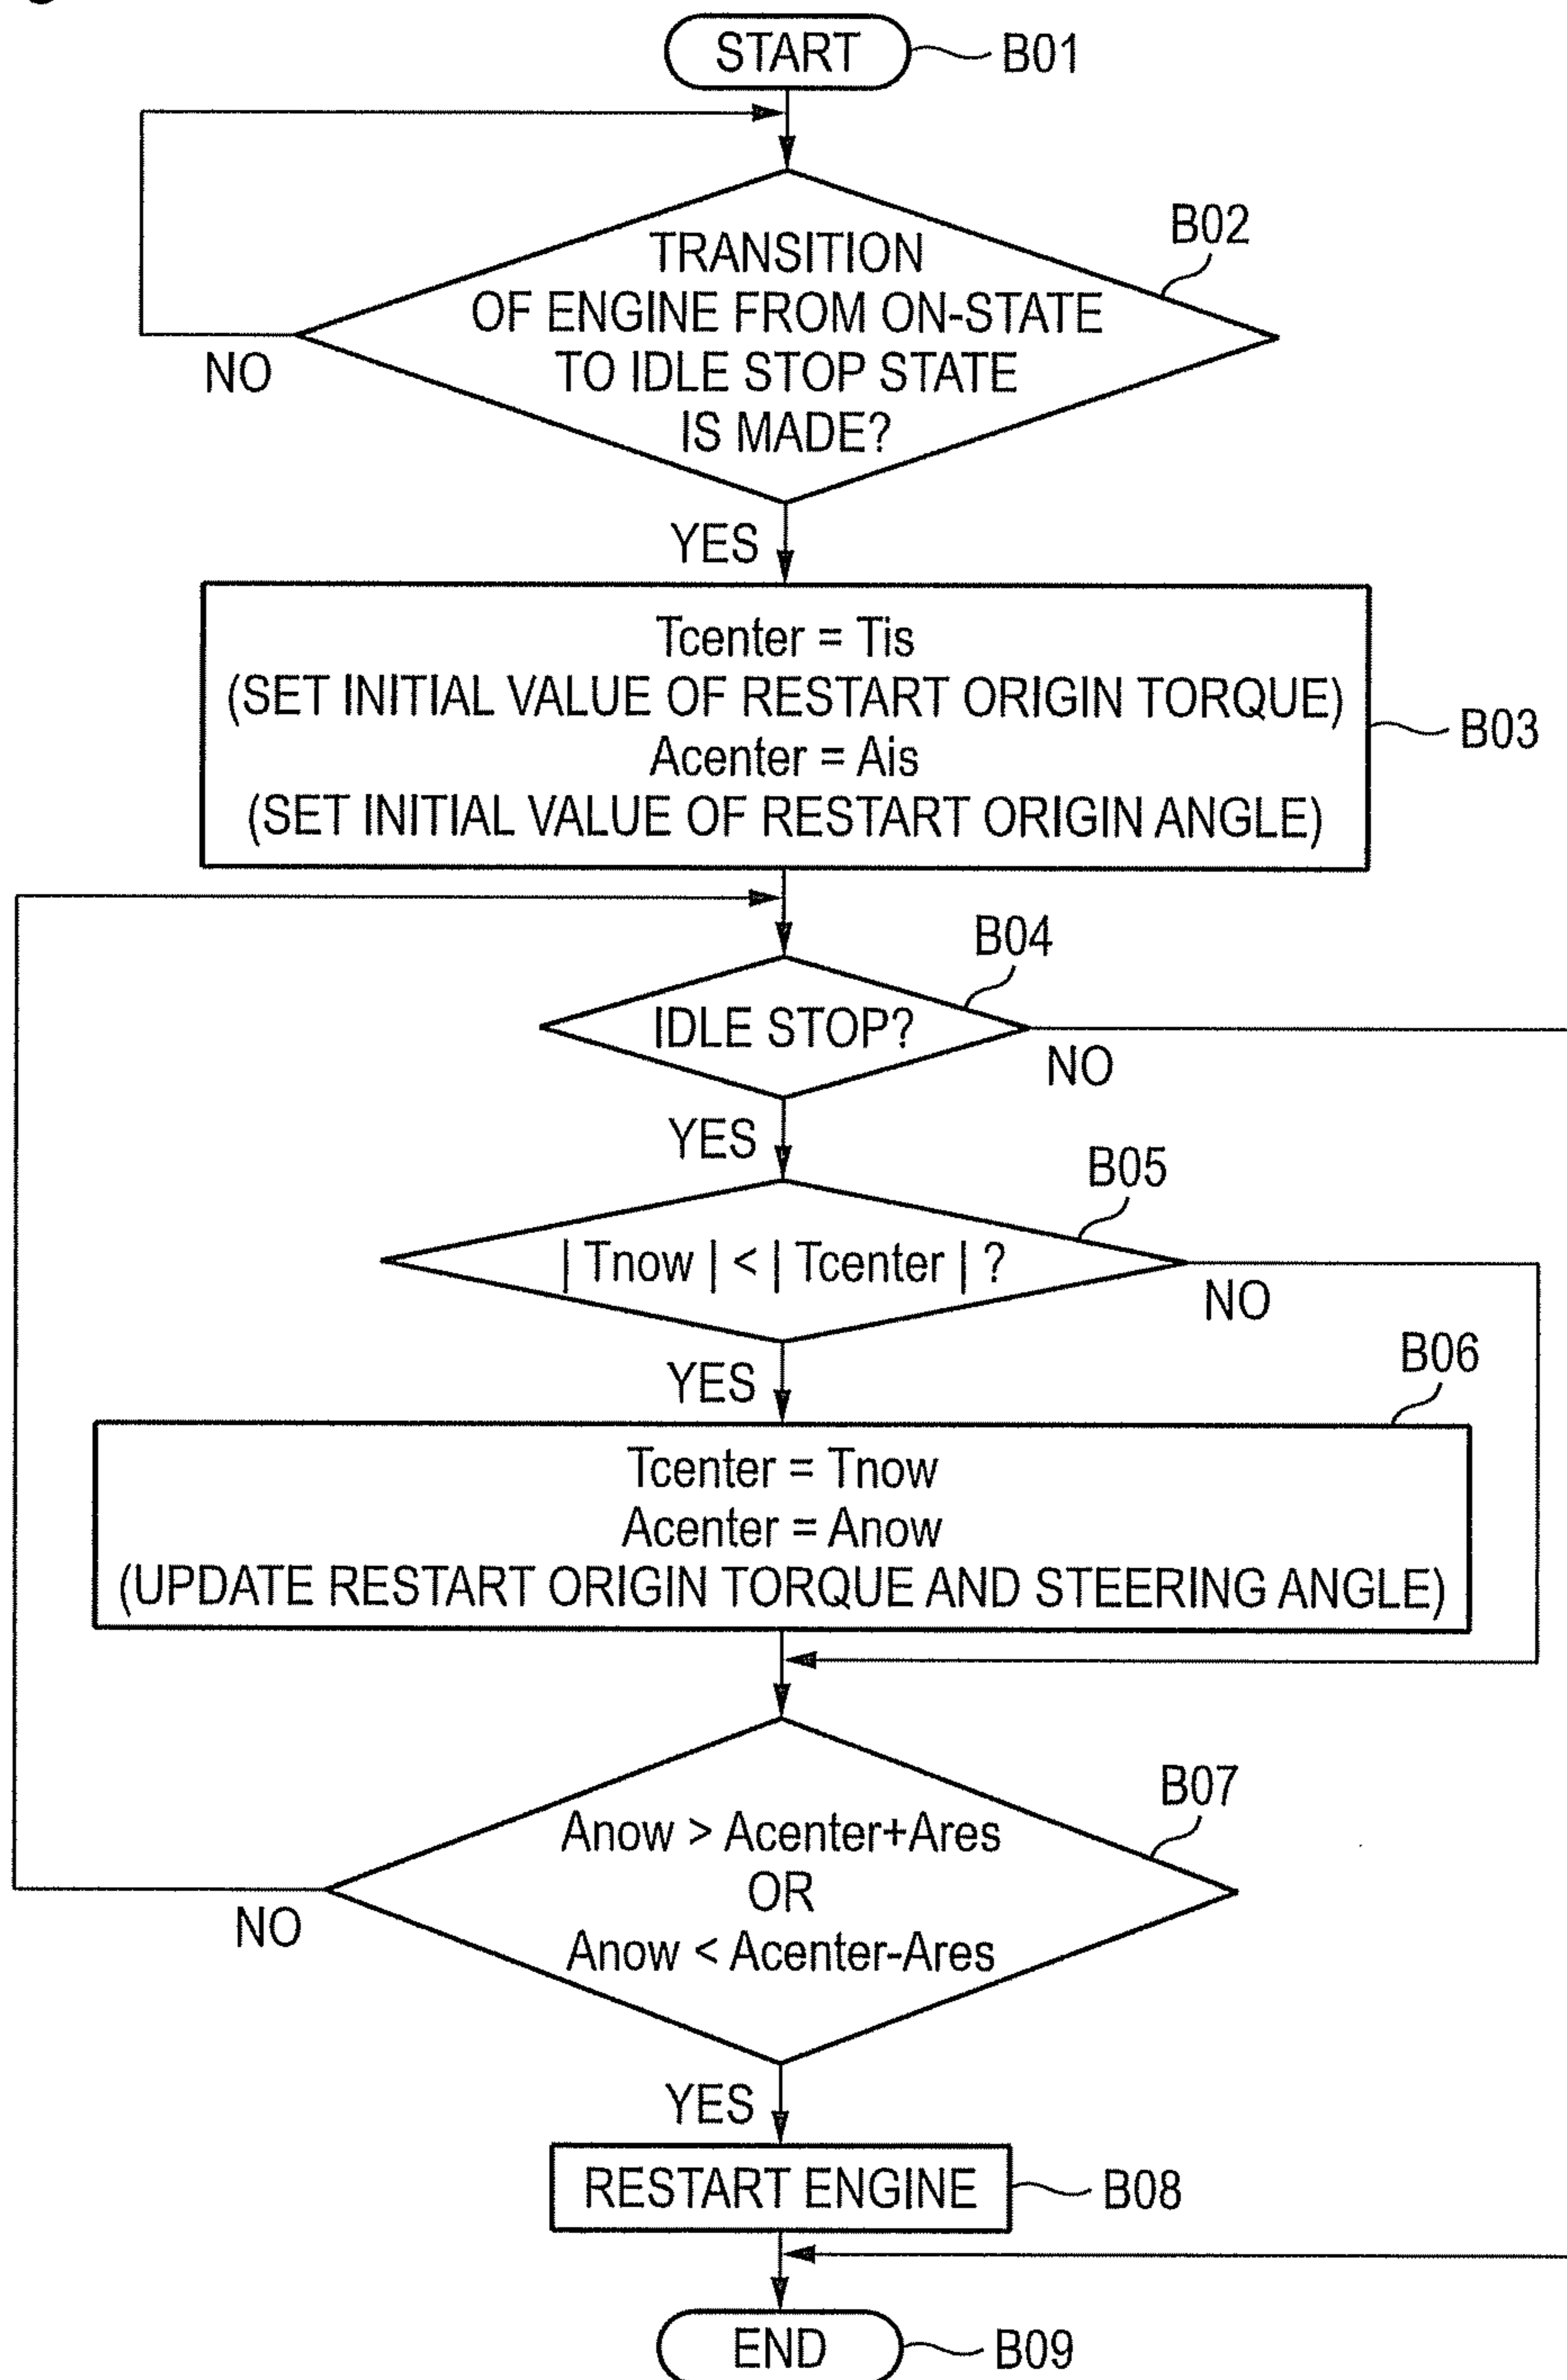 START
B01
B02
TRANSITION
OF ENGINE FROM ON-STATE
TO IDLE STOP STATE
IS MADE?
NO
YES
Tcenter = Tis
(SET INITIAL VALUE OF RESTART ORIGIN TORQUE)
Acenter = Ais
(SET INITIAL VALUE OF RESTART ORIGIN ANGLE)
B03
B04
IDLE STOP?
NO
YES
B05
| Tnow | < | Tcenter | ?
NO
YES
B06
Tcenter = Tnow
Acenter = Anow
(UPDATE RESTART ORIGIN TORQUE AND STEERING ANGLE)
B07
Anow > Acenter+Ares
OR
Anow < Acenter-Ares
NO
YES
RESTART ENGINE
B08
END
B09